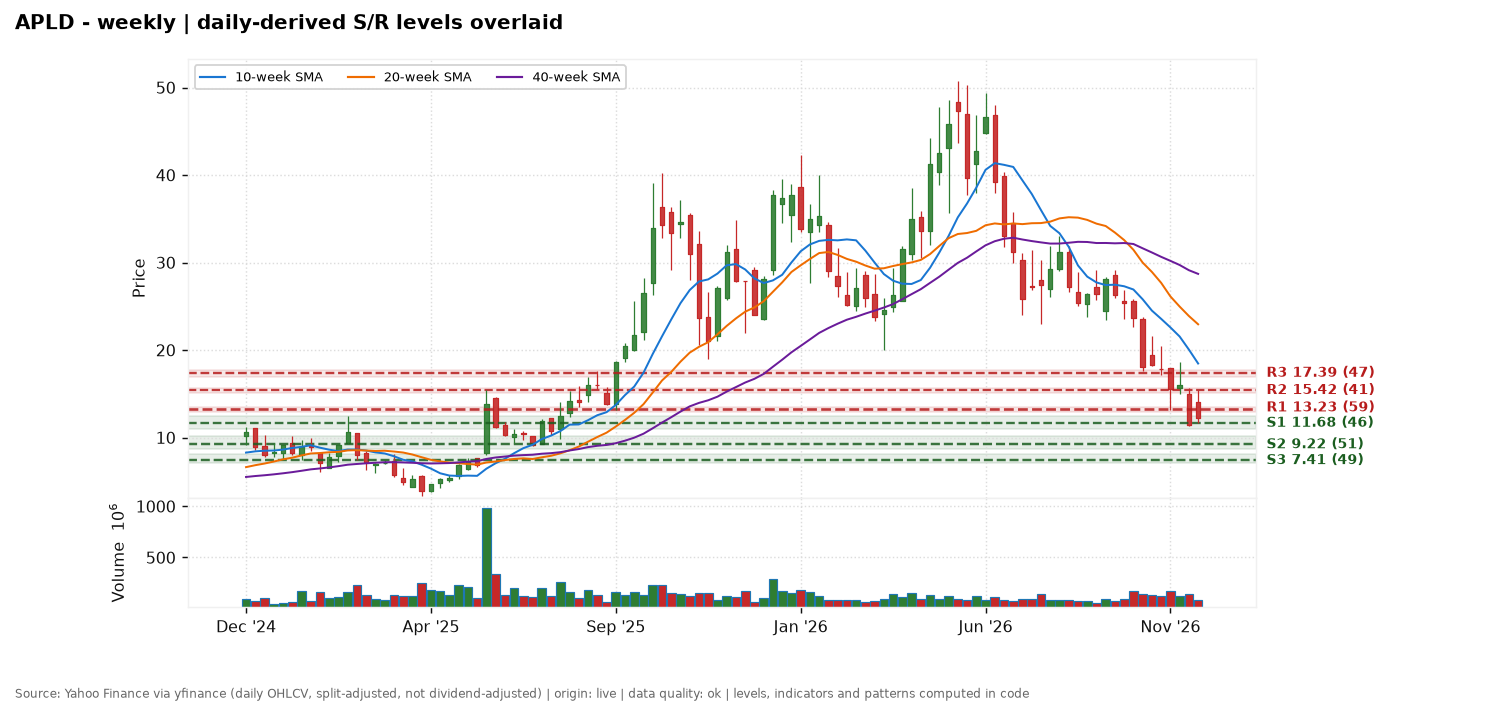 APLD - weekly | daily-derived S/R levels overlaid
10-week SMA
20-week SMA
40-week SMA
Price
50
40
30
20
10
R3 17.39 (47)
R2 15.42 (41)
R1 13.23 (59)
S1 11.68 (46)
S2 9.22 (51)
S3 7.41 (49)
Volume 10⁶
1000
500
Dec '24
Apr '25
Sep '25
Jan '26
Jun '26
Nov '26
Source: Yahoo Finance via yfinance (daily OHLCV, split-adjusted, not dividend-adjusted) | origin: live | data quality: ok | levels, indicators and patterns computed in code